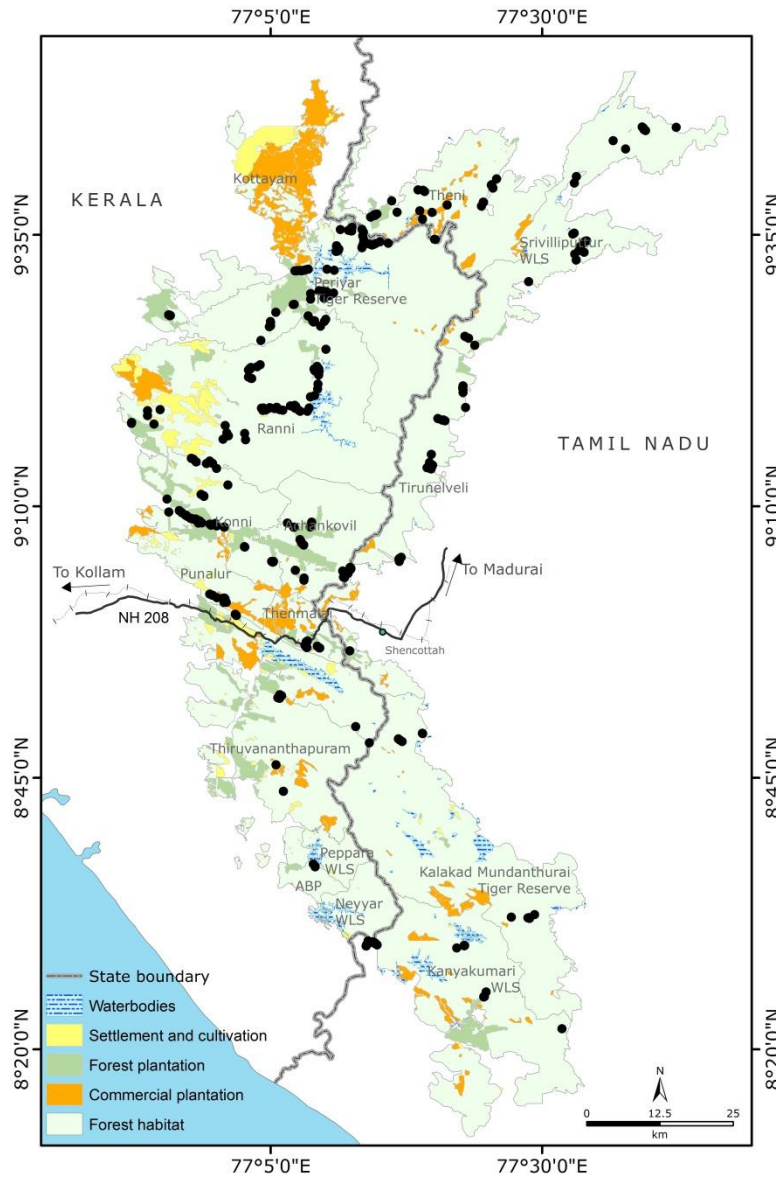 77°5'0"E
77°30'0"E
Kottayam
KERALA
Theni
9°35'0"N
9°35'0"N
Srivilliputtur
WLS
Periyar
Tiger Reserve
Ranni
TAMIL NADU
Tirunelveli
9°10'0"N
9°10'0"N
Konni
Achankovil
To Kollam
Punalur
To Madurai
NH 208
Thenmalai
Shencottah
Thiruvananthapuram
8°45'0"N
8°45'0"N
Peppara
WLS
ABP
Kalakad Mundanthurai
Tiger Reserve
Neyyar
WLS
Kanyakumari
WLS
State boundary
Waterbodies
Settlement and cultivation
Forest plantation
Commercial plantation
Forest habitat
8°20'0"N
8°20'0"N
N
0 12.5 25
km
77°5'0"E
77°30'0"E